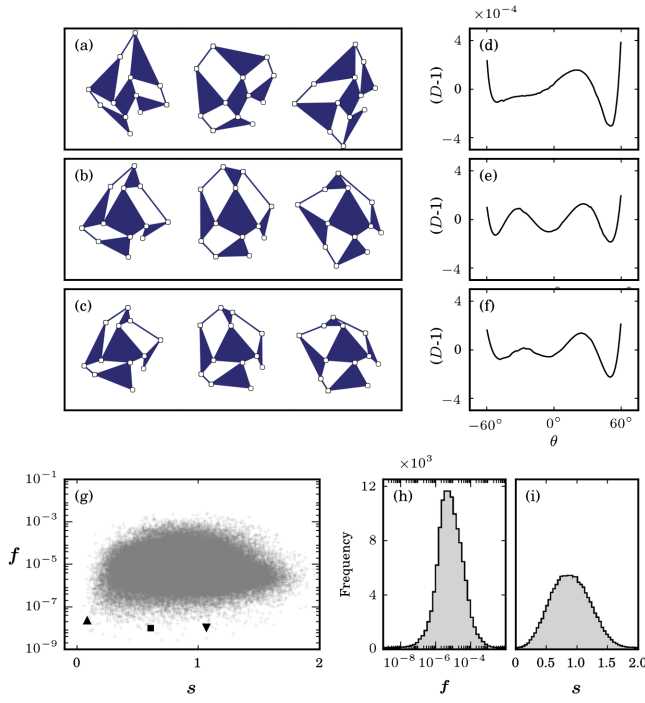 ×10⁻⁴
(a)
(d)
4
0
−4
(D-1)
(b)
(e)
4
0
−4
(D-1)
(c)
(f)
4
0
−4
(D-1)
−60°
0°
60°
θ
×10³
10⁻¹
10⁻³
10⁻⁵
10⁻⁷
10⁻⁹
f
(g)
0
1
2
s
(h)
12
8
4
0
Frequency
10⁻⁸
10⁻⁶
10⁻⁴
f
(i)
0
0.5
1.0
1.5
2.0
s